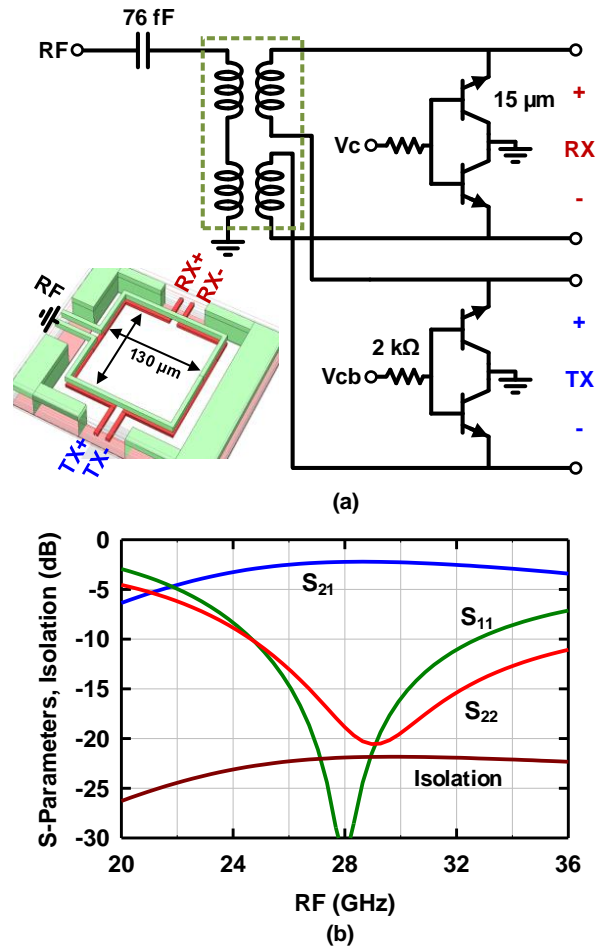 76 fF
RF
15 µm
+
Vc
RX
-
RX+
RX-
RF
130 µm
TX+
TX-
+
2 kΩ
Vcb
TX
-
(a)
S-Parameters, Isolation (dB)
0
-5
-10
-15
-20
-25
-30
S21
S11
S22
Isolation
20
24
28
32
36
RF (GHz)
(b)